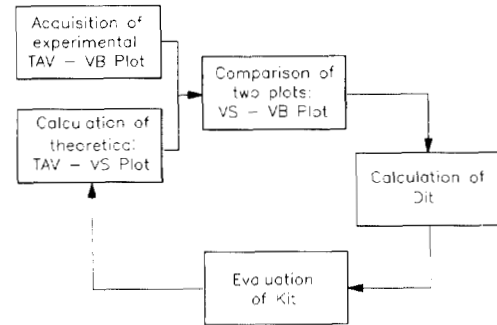 Acquisition of
experimental
TAV – VB Plot
Calculation of
theoretical
TAV – VS Plot
Comparison of
two plots:
VS – VB Plot
Calculation of
Dit
Evaluation
of Kit